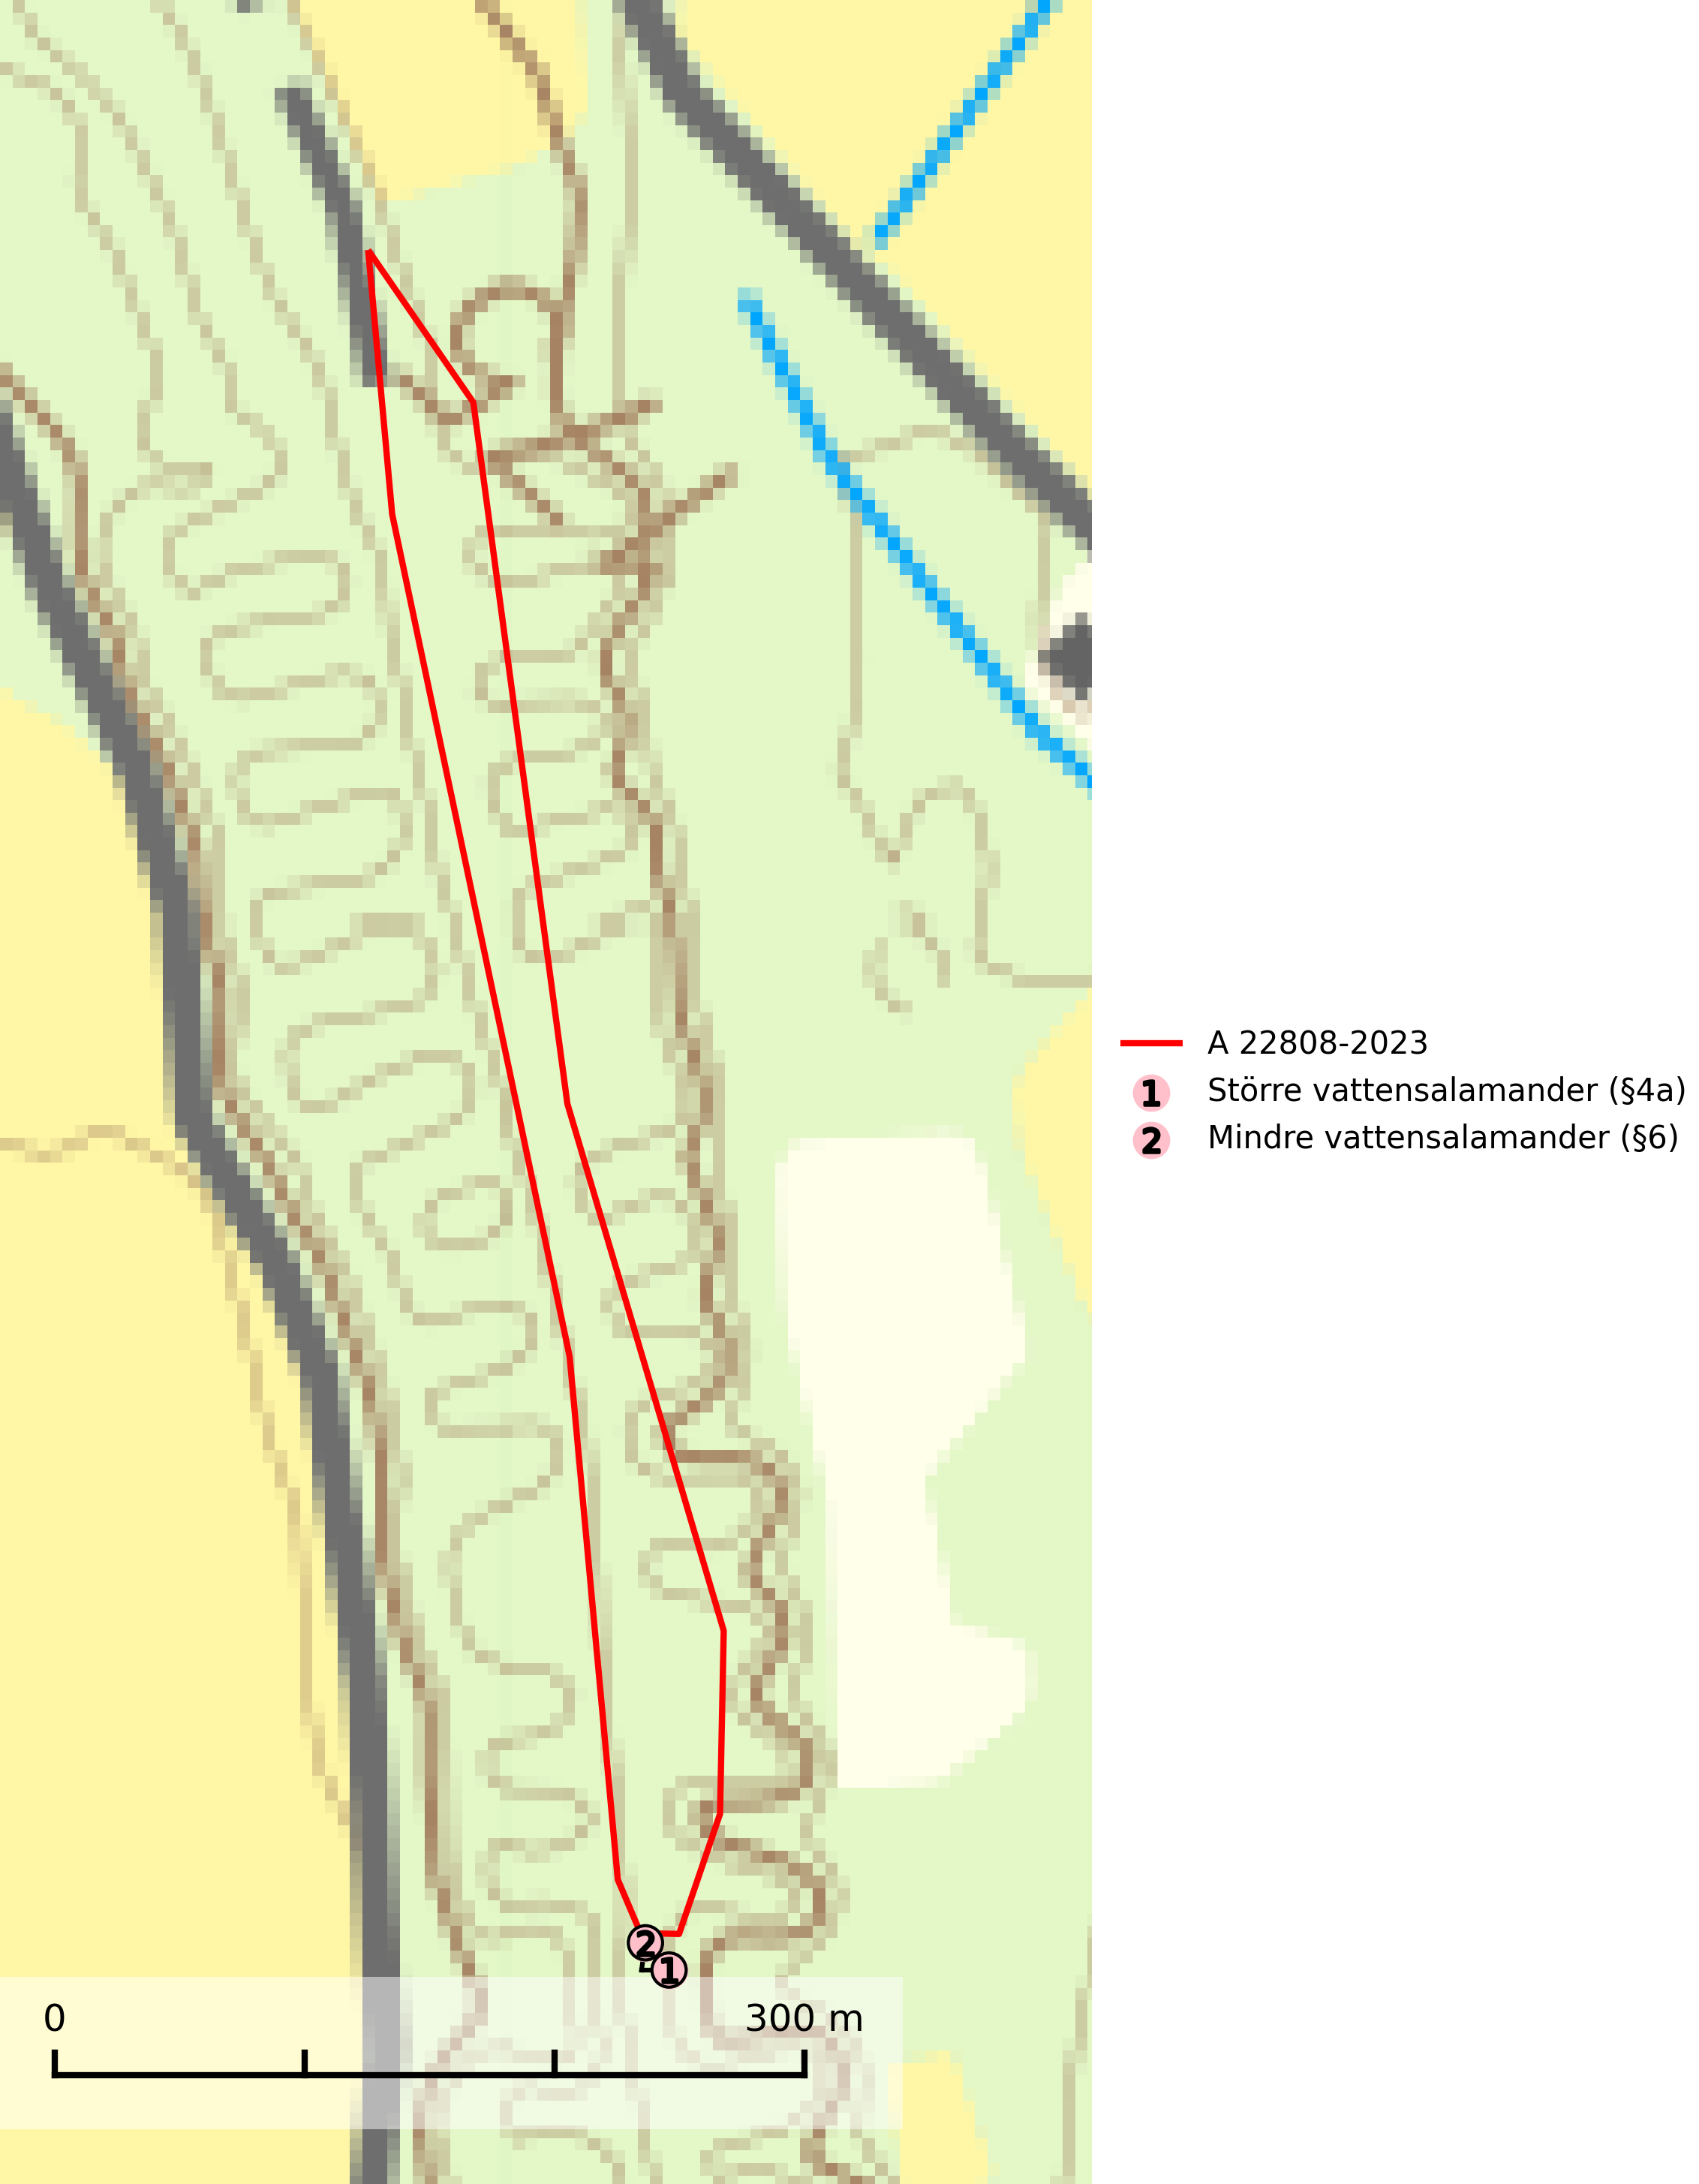 A 22808-2023
1 Större vattensalamander (§4a)
2 Mindre vattensalamander (§6)
2
1
0 300 m